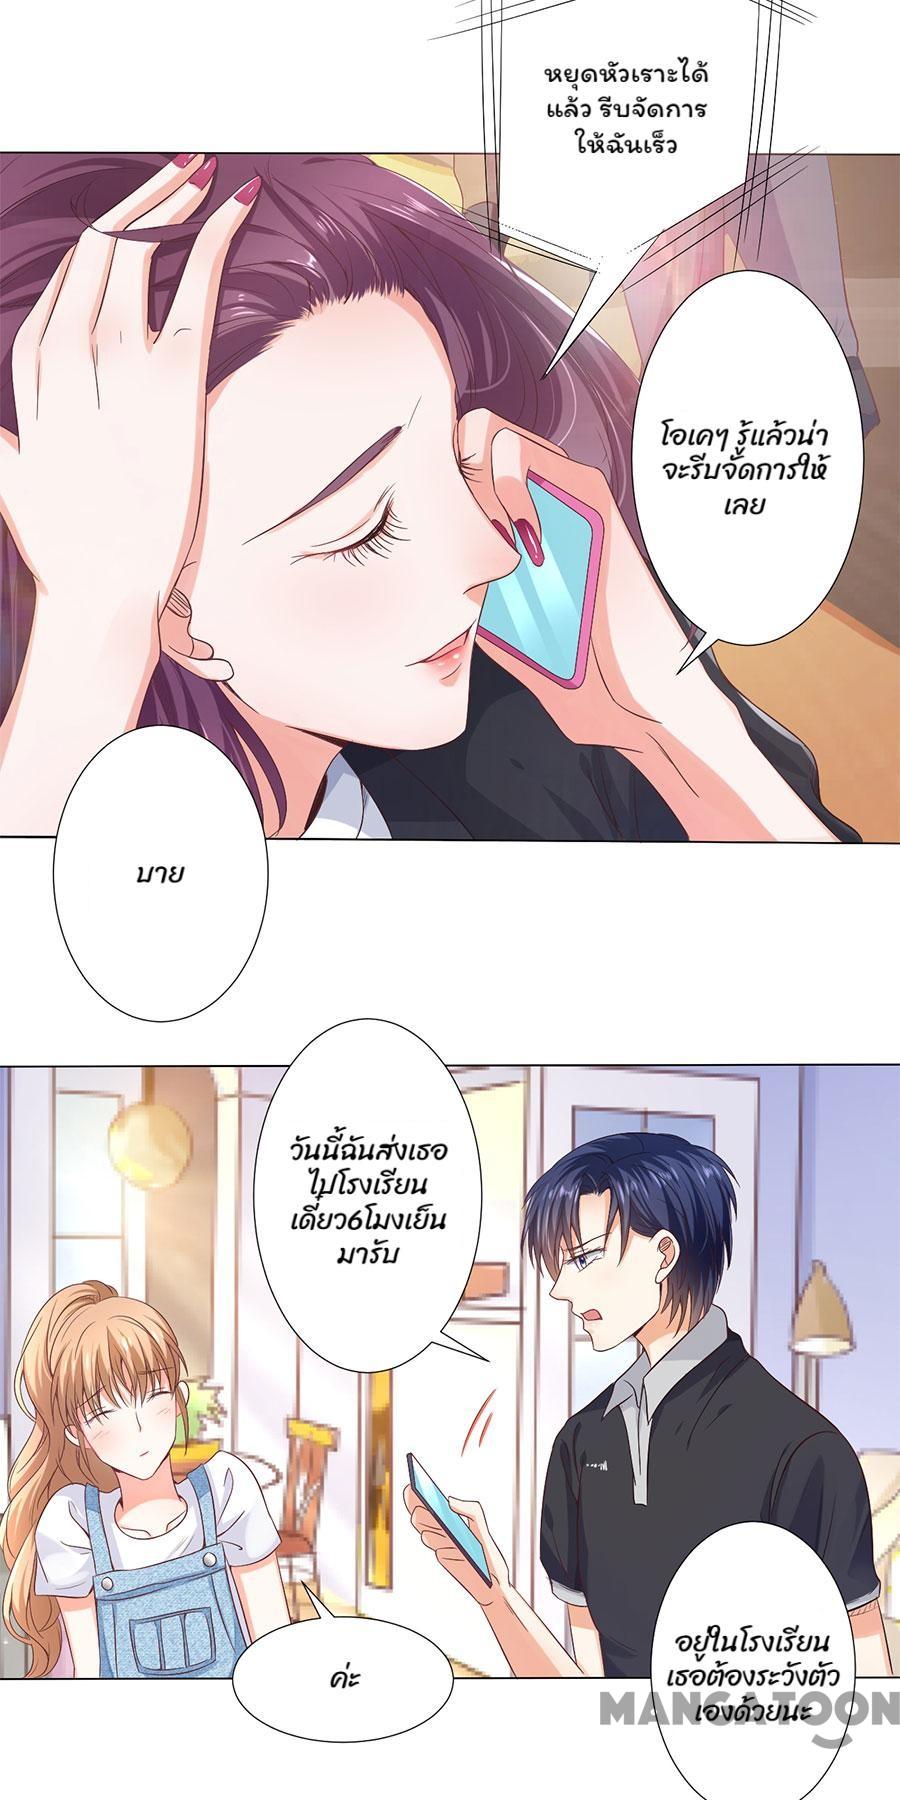 หยุดหัวเราะได้
แล้ว รีบจัดการ
ให้ฉันเร็ว
โอเคๆ รู้แล้วน่า
จะรีบจัดการให้
เลย
บาย
วันนี้ฉันส่งเธอ
ไปโรงเรียน
เดี๋ยว6โมงเย็น
มารับ
ค่ะ
อยู่ในโรงเรียน
เธอต้องระวังตัว
เองด้วยนะ
MANGATOON